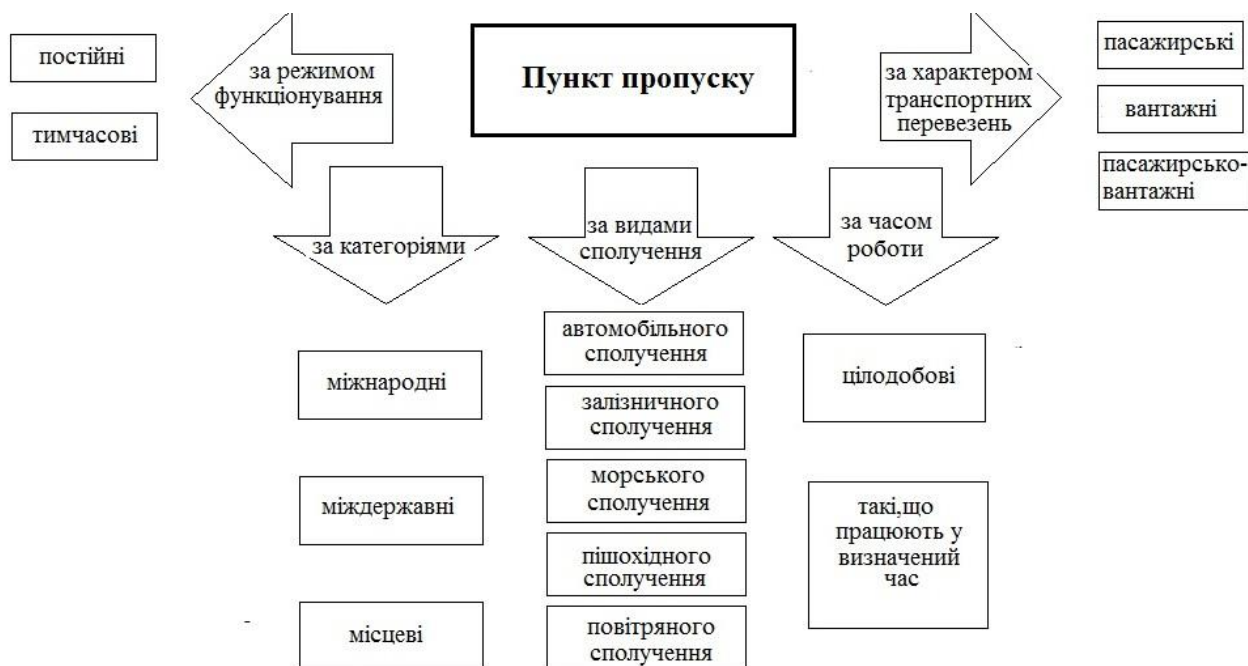 Пункт пропуску
за режимом
функціонування
постійні
тимчасові
за характером
транспортних
перевезень
пасажирські
вантажні
пасажирсько-
вантажні
за категоріями
міжнародні
міждержавні
місцеві
за видами
сполучення
автомобільного
сполучення
залізничного
сполучення
морського
сполучення
пішохідного
сполучення
повітряного
сполучення
за часом
роботи
цілодобові
такі,що
працюють у
визначений
час